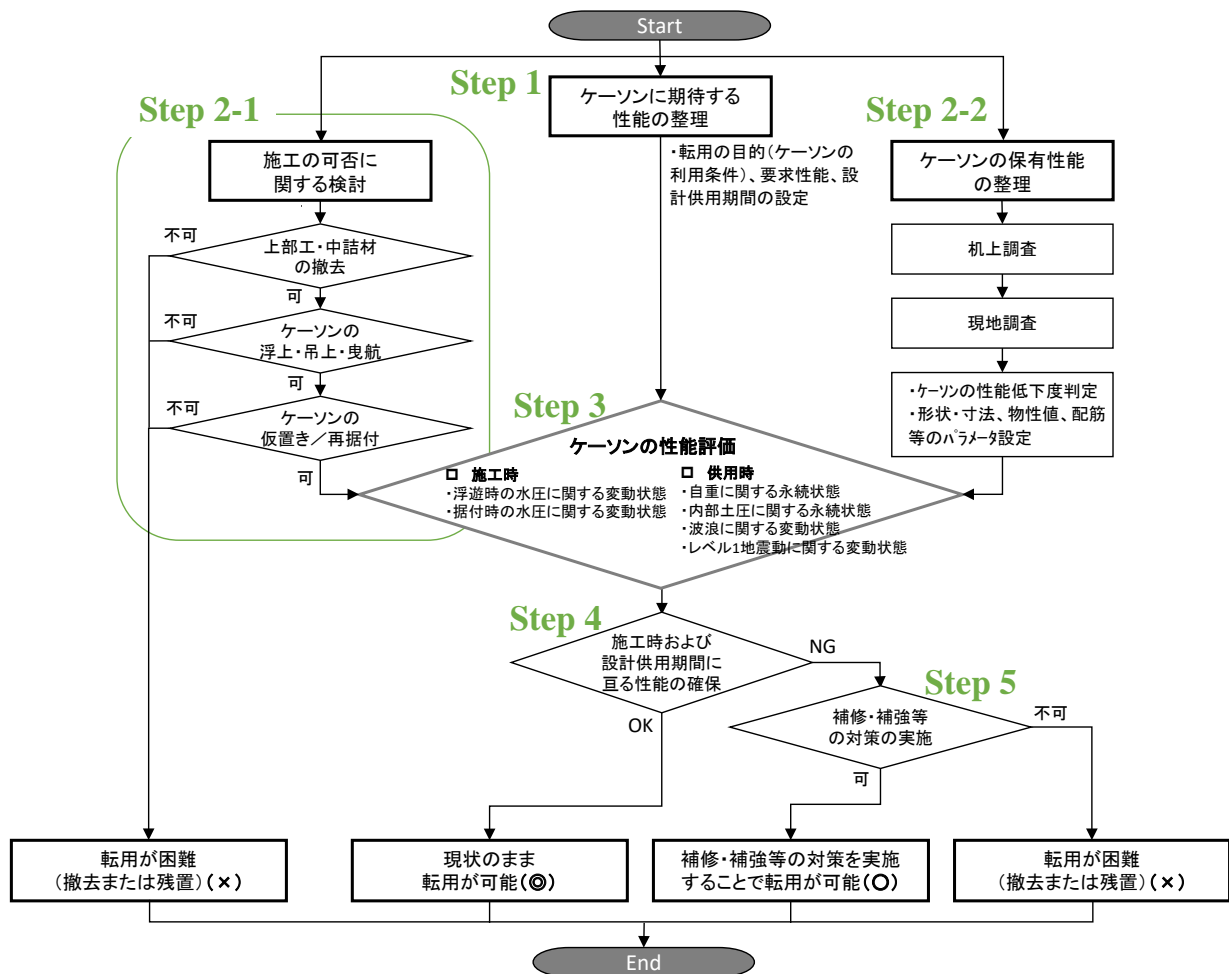 Start
Step 1
ケーソンに期待する
性能の整理
・転用の目的(ケーソンの
利用条件)、要求性能、設
計供用期間の設定
Step 2-1
施工の可否に
関する検討
不可
上部工・中詰材
の撤去
可
不可
ケーソンの
浮上・吊上・曳航
可
不可
ケーソンの
仮置き／再据付
可
Step 2-2
ケーソンの保有性能
の整理
机上調査
現地調査
・ケーソンの性能低下度判定
・形状・寸法、物性値、配筋
等のパラメータ設定
Step 3
ケーソンの性能評価
□ 施工時
・浮遊時の水圧に関する変動状態
・据付時の水圧に関する変動状態
□ 供用時
・自重に関する永続状態
・内部土圧に関する永続状態
・波浪に関する変動状態
・レベル1地震動に関する変動状態
Step 4
施工時および
設計供用期間に
亘る性能の確保
NG
OK
Step 5
補修・補強等
の対策の実施
不可
可
転用が困難
(撤去または残置)(×)
現状のまま
転用が可能(◎)
補修・補強等の対策を実施
することで転用が可能(○)
転用が困難
(撤去または残置)(×)
End